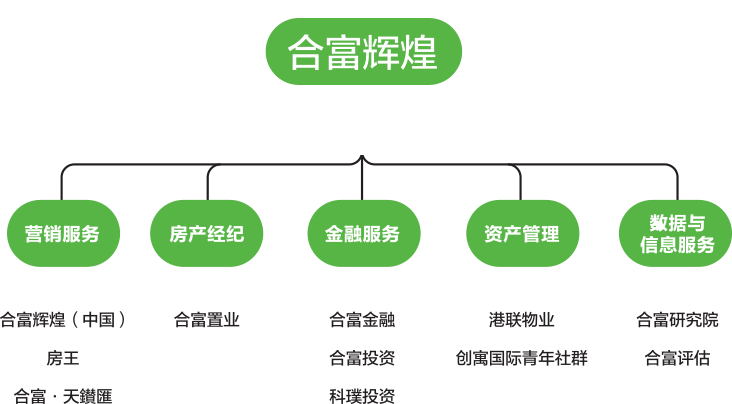 合富辉煌
营销服务
房产经纪
金融服务
资产管理
数据与
信息服务
合富辉煌（中国）
房王
合富·天鑂匯
合富置业
合富金融
合富投资
科璞投资
港联物业
创寓国际青年社群
合富研究院
合富评估